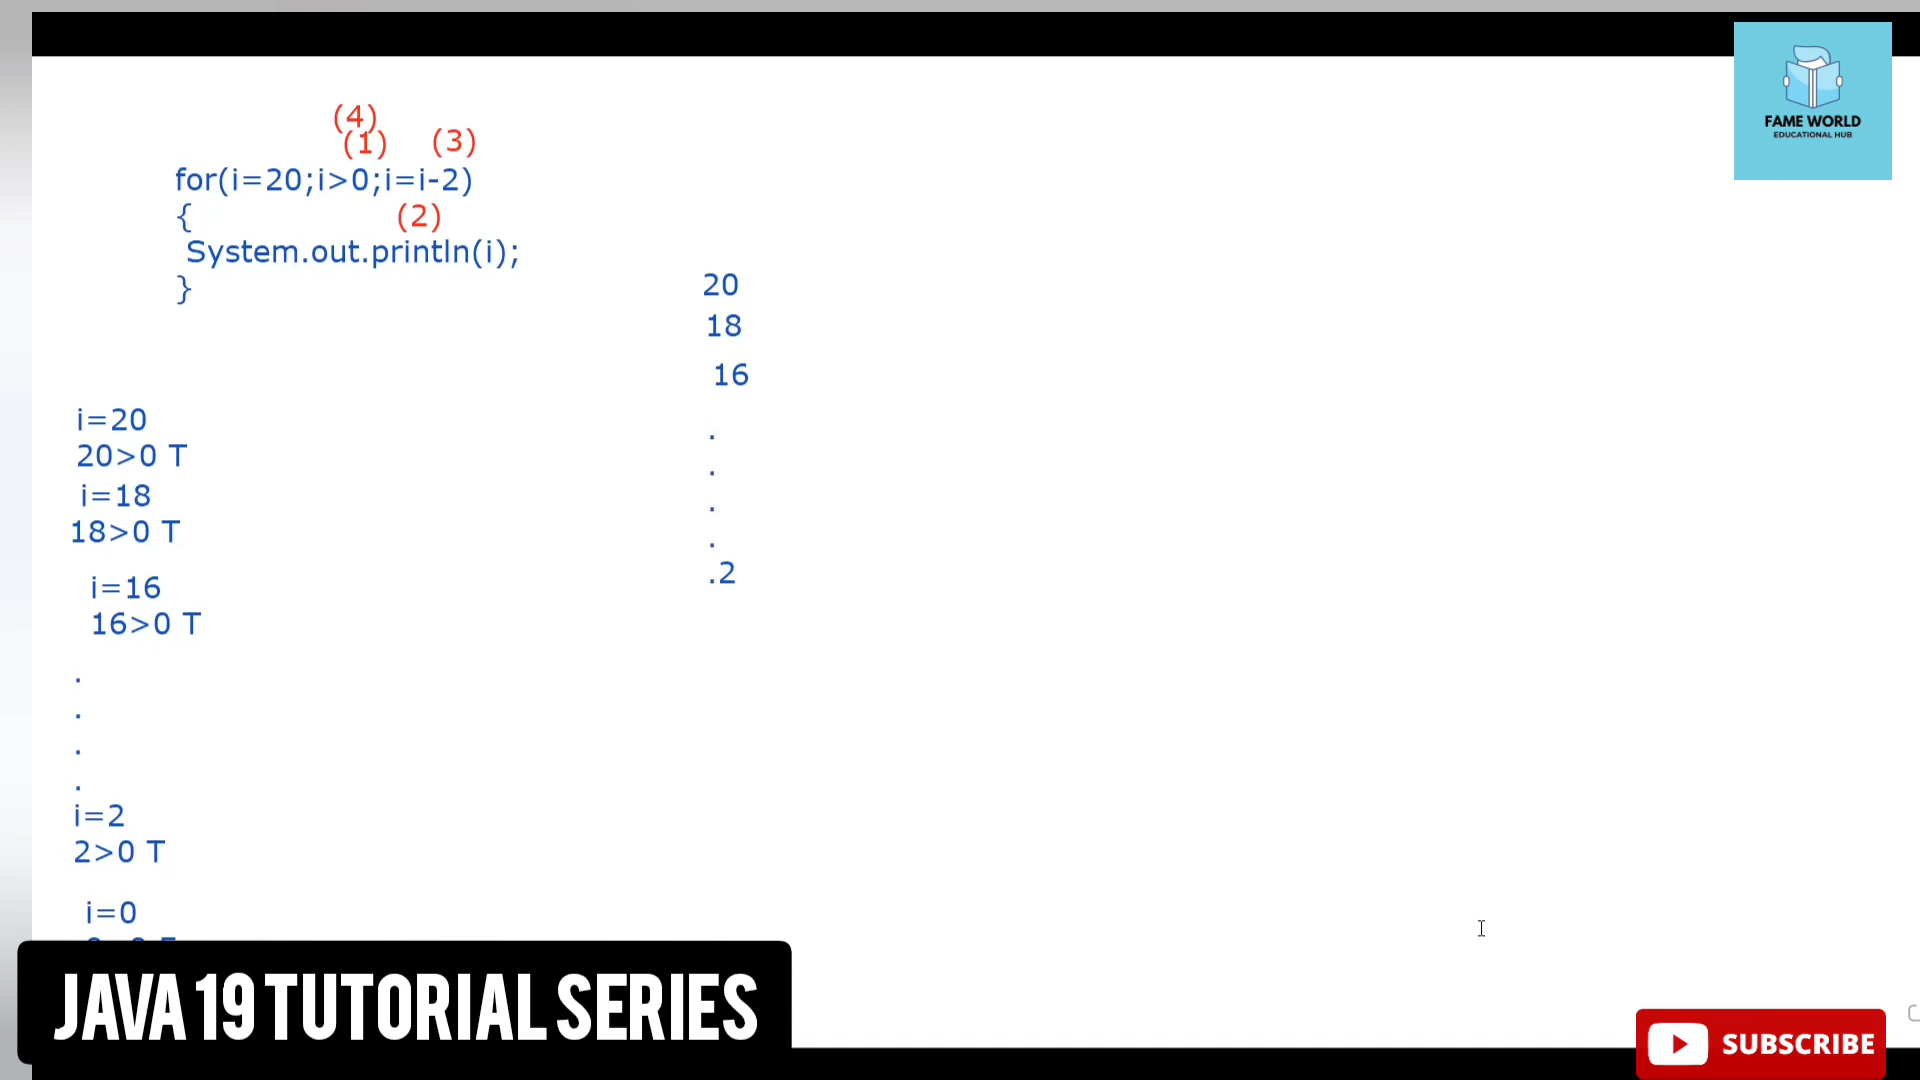 (4)
(1) (3)
for(i=20;i>0;i=i-2)
{ (2)
System.out.println(i);
}
20
18
16
.
.
.
.
.2
i=20
20>0 T
i=18
18>0 T
i=16
16>0 T
.
.
.
.
i=2
2>0 T
i=0
FAME WORLD
EDUCATIONAL HUB
JAVA 19 TUTORIAL SERIES
SUBSCRIBE